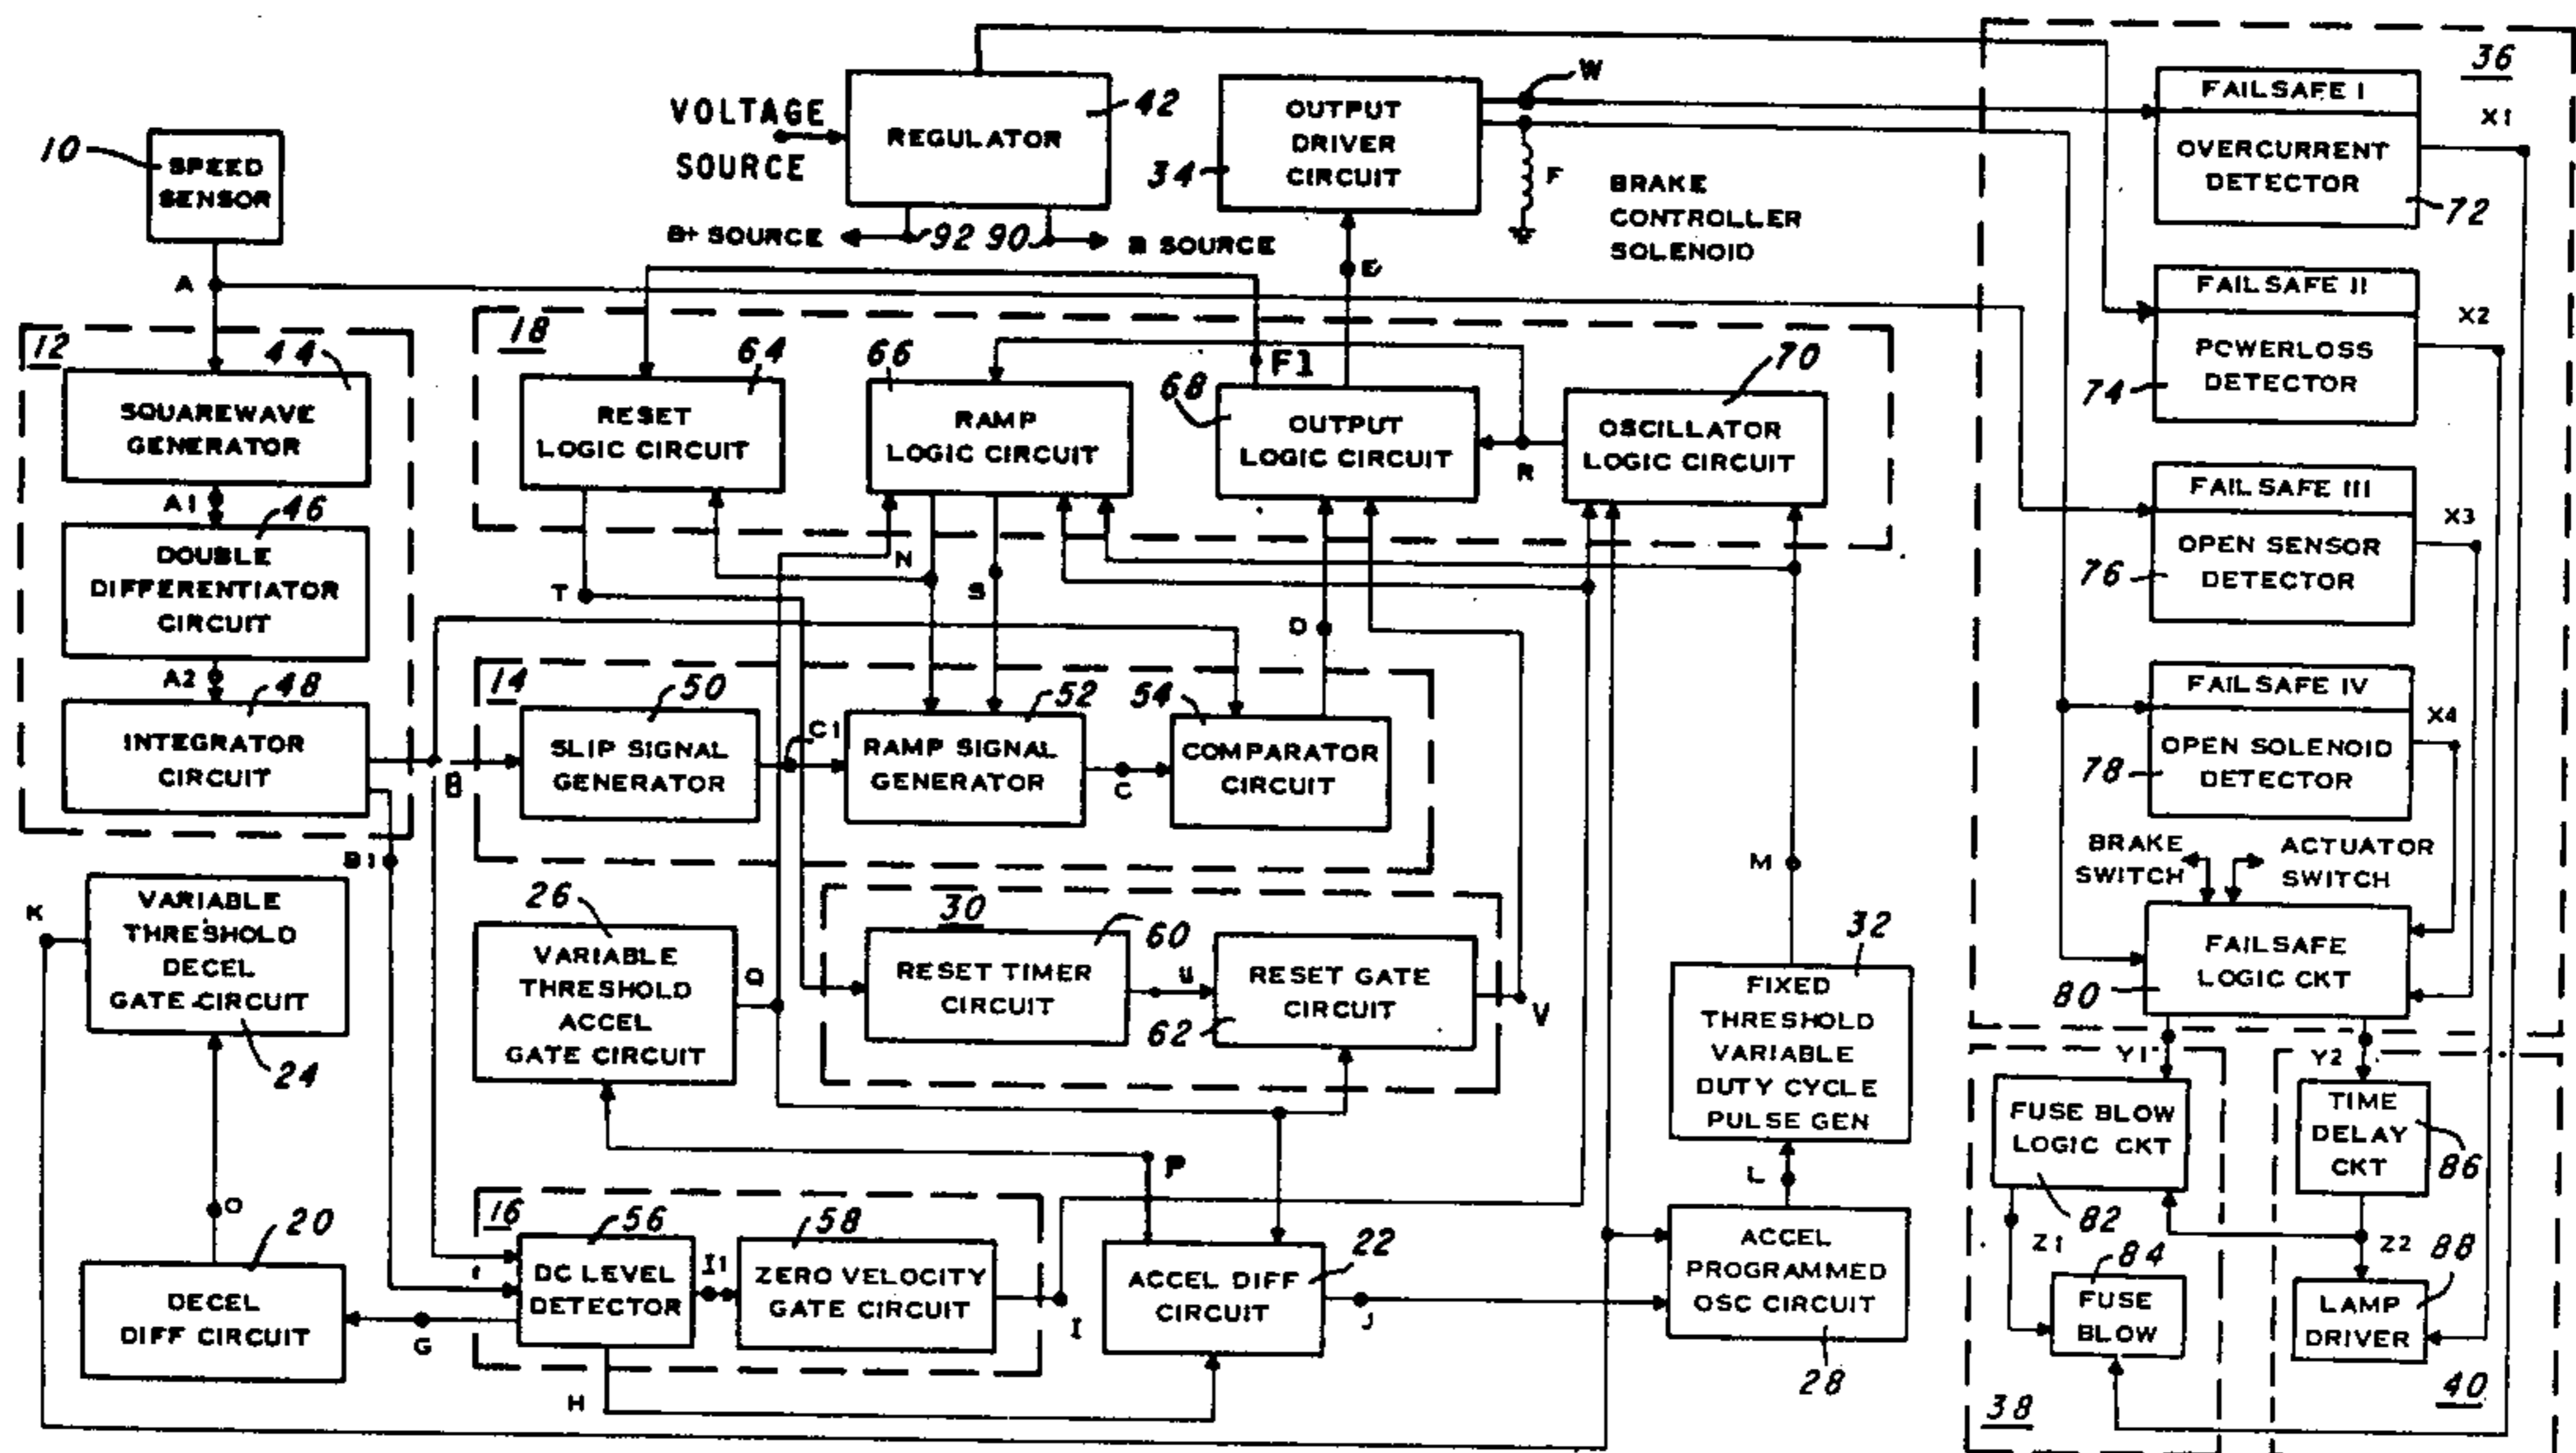 36
FAILSAFE I
X1
OVERCURRENT
DETECTOR
72
FAILSAFE II
X2
POWERLOSS
DETECTOR
74
FAILSAFE III
X3
OPEN SENSOR
DETECTOR
76
FAILSAFE IV
X4
OPEN SOLENOID
DETECTOR
78
BRAKE
SWITCH
ACTUATOR
SWITCH
FAILSAFE
LOGIC CKT
80
Y1
Y2
FUSE BLOW
LOGIC CKT
82
TIME
DELAY
CKT
86
Z1
84
FUSE
BLOW
Z2
88
LAMP
DRIVER
38
40
VOLTAGE
SOURCE
REGULATOR
42
B+ SOURCE
92
90
B SOURCE
OUTPUT
DRIVER
CIRCUIT
34
W
F
BRAKE
CONTROLLER
SOLENOID
E
10
SPEED
SENSOR
A
12
44
SQUAREWAVE
GENERATOR
A1
46
DOUBLE
DIFFERENTIATOR
CIRCUIT
A2
48
INTEGRATOR
CIRCUIT
B
B1
18
64
RESET
LOGIC CIRCUIT
66
RAMP
LOGIC CIRCUIT
F1
68
OUTPUT
LOGIC CIRCUIT
R
70
OSCILLATOR
LOGIC CIRCUIT
T
N
S
D
14
50
SLIP SIGNAL
GENERATOR
C1
52
RAMP SIGNAL
GENERATOR
C
54
COMPARATOR
CIRCUIT
M
K
VARIABLE
THRESHOLD
DECEL
GATE CIRCUIT
24
26
VARIABLE
THRESHOLD
ACCEL
GATE CIRCUIT
Q
30
60
RESET TIMER
CIRCUIT
U
RESET GATE
CIRCUIT
62
V
32
FIXED
THRESHOLD
VARIABLE
DUTY CYCLE
PULSE GEN
L
O
20
DECEL
DIFF CIRCUIT
G
P
16
56
DC LEVEL
DETECTOR
I1
58
ZERO VELOCITY
GATE CIRCUIT
I
H
22
ACCEL DIFF
CIRCUIT
J
ACCEL
PROGRAMMED
OSC CIRCUIT
28